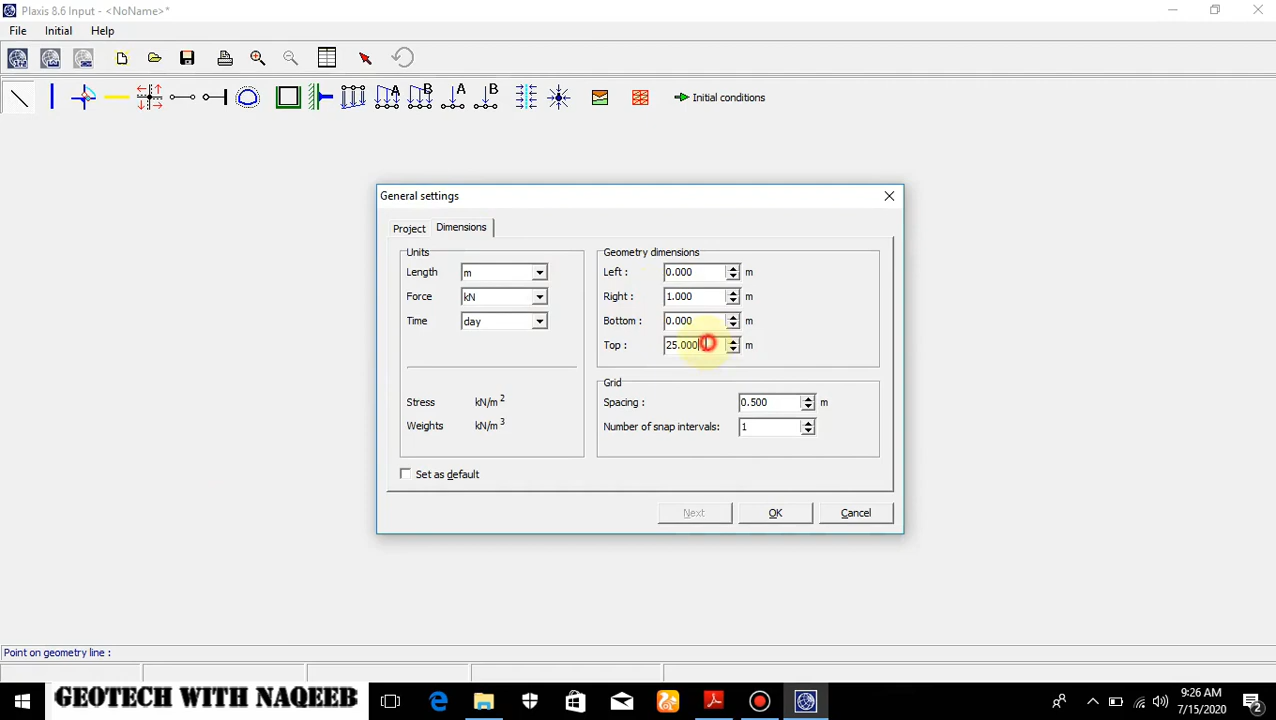 Plaxis 8.6 Input - <NoName>*
File Initial Help
A B A B Initial conditions
General settings
Project Dimensions
Units
Length m
Force kN
Time day
Stress kN/m 2
Weights kN/m 3
Geometry dimensions
Left : 0.000 m
Right : 1.000 m
Bottom : 0.000 m
Top : 25.000 m
Grid
Spacing : 0.500 m
Number of snap intervals: 1
Set as default
Next OK Cancel
Point on geometry line :
GEOTECH WITH NAQEEB
9:26 AM
7/15/2020
2